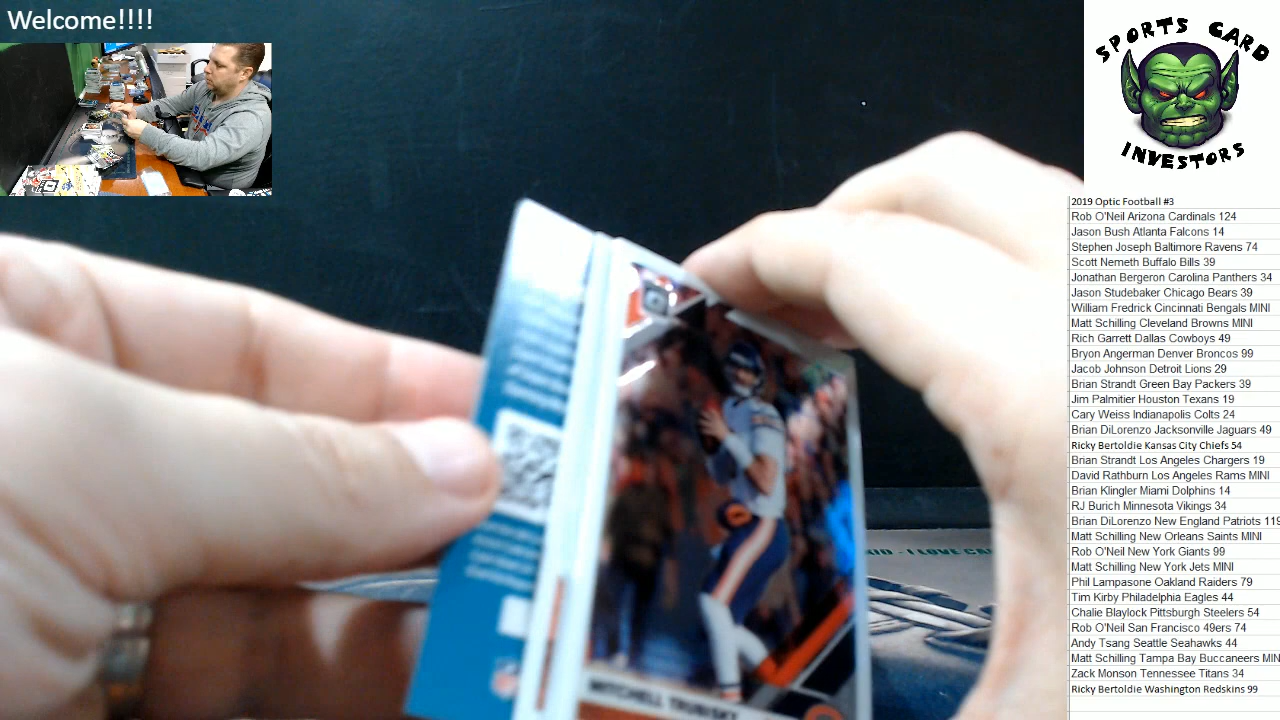 Welcome!!!!
SPORTS CARD
INVESTORS
2019 Optic Football #3
Rob O'Neil Arizona Cardinals 124
Jason Bush Atlanta Falcons 14
Stephen Joseph Baltimore Ravens 74
Scott Nemeth Buffalo Bills 39
Jonathan Bergeron Carolina Panthers 34
Jason Studebaker Chicago Bears 39
William Fredrick Cincinnati Bengals MINI
Matt Schilling Cleveland Browns MINI
Rich Garrett Dallas Cowboys 49
Bryon Angerman Denver Broncos 99
Jacob Johnson Detroit Lions 29
Brian Strandt Green Bay Packers 39
Jim Palmitier Houston Texans 19
Cary Weiss Indianapolis Colts 24
Brian DiLorenzo Jacksonville Jaguars 49
Ricky Bertoldie Kansas City Chiefs 54
Brian Strandt Los Angeles Chargers 19
David Rathburn Los Angeles Rams MINI
Brian Klingler Miami Dolphins 14
RJ Burich Minnesota Vikings 34
Brian DiLorenzo New England Patriots 119
Matt Schilling New Orleans Saints MINI
Rob O'Neil New York Giants 99
Matt Schilling New York Jets MINI
Phil Lampasone Oakland Raiders 79
Tim Kirby Philadelphia Eagles 44
Chalie Blaylock Pittsburgh Steelers 54
Rob O'Neil San Francisco 49ers 74
Andy Tsang Seattle Seahawks 44
Matt Schilling Tampa Bay Buccaneers MINI
Zack Monson Tennessee Titans 34
Ricky Bertoldie Washington Redskins 99
MITCHELL TRUBISKY
- I LOVE